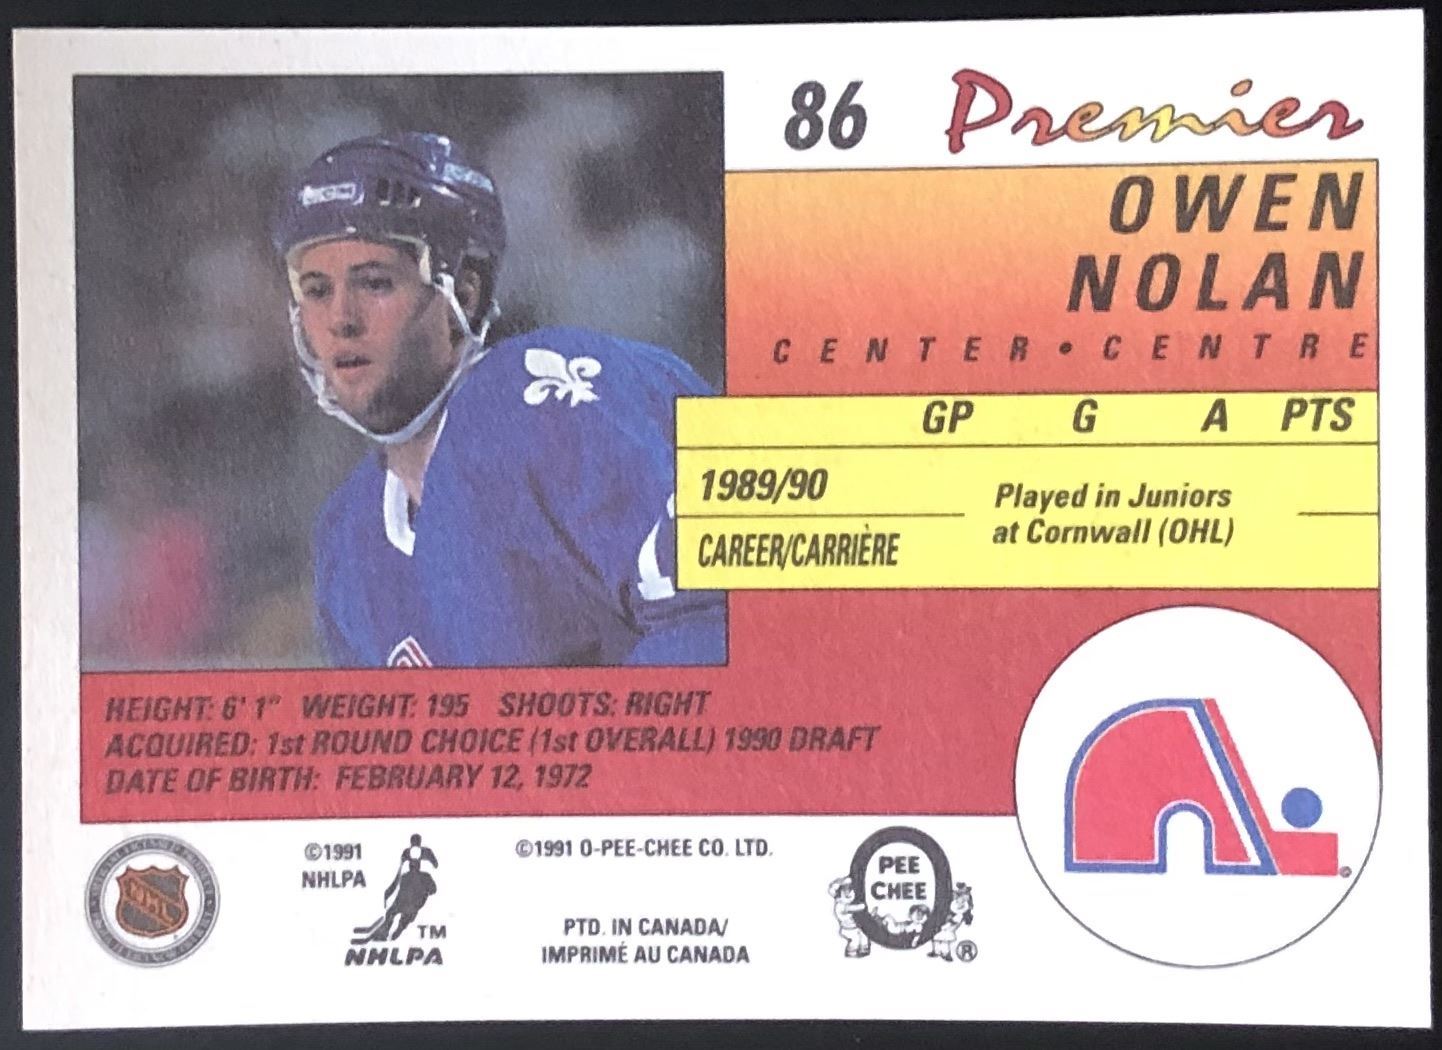 86 Premier
OWEN
NOLAN
CENTER • CENTRE
GP G A PTS
1989/90
CAREER/CARRIÈRE
Played in Juniors
at Cornwall (OHL)
HEIGHT: 6' 1" WEIGHT: 195 SHOOTS: RIGHT
ACQUIRED: 1st ROUND CHOICE (1st OVERALL) 1990 DRAFT
DATE OF BIRTH: FEBRUARY 12, 1972
NHL
©1991
NHLPA
TM
NHLPA
©1991 O-PEE-CHEE CO. LTD.
PTD. IN CANADA/
IMPRIMÉ AU CANADA
PEE
CHEE
®